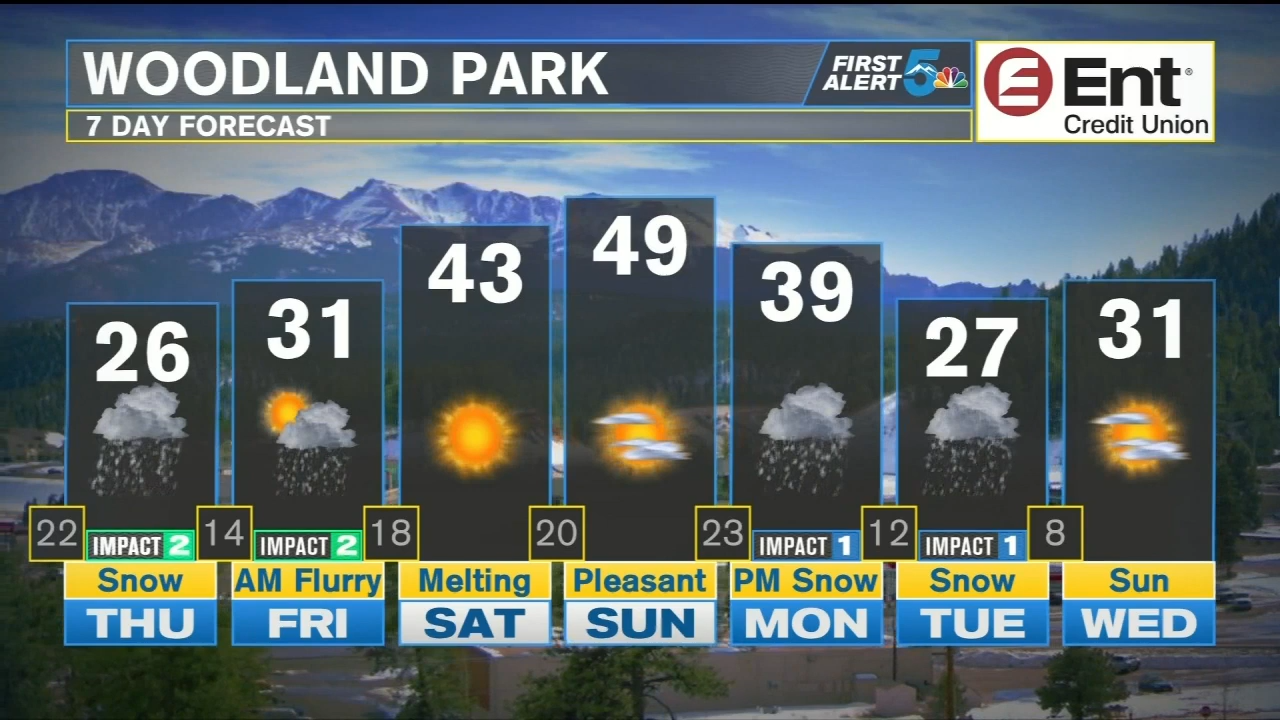 WOODLAND PARK
FIRST ALERT 5
Ent®
Credit Union
7 DAY FORECAST
26
31
43
49
39
27
31
22
IMPACT 2
14
IMPACT 2
18
20
23
IMPACT 1
12
IMPACT 1
8
Snow
AM Flurry
Melting
Pleasant
PM Snow
Snow
Sun
THU
FRI
SAT
SUN
MON
TUE
WED